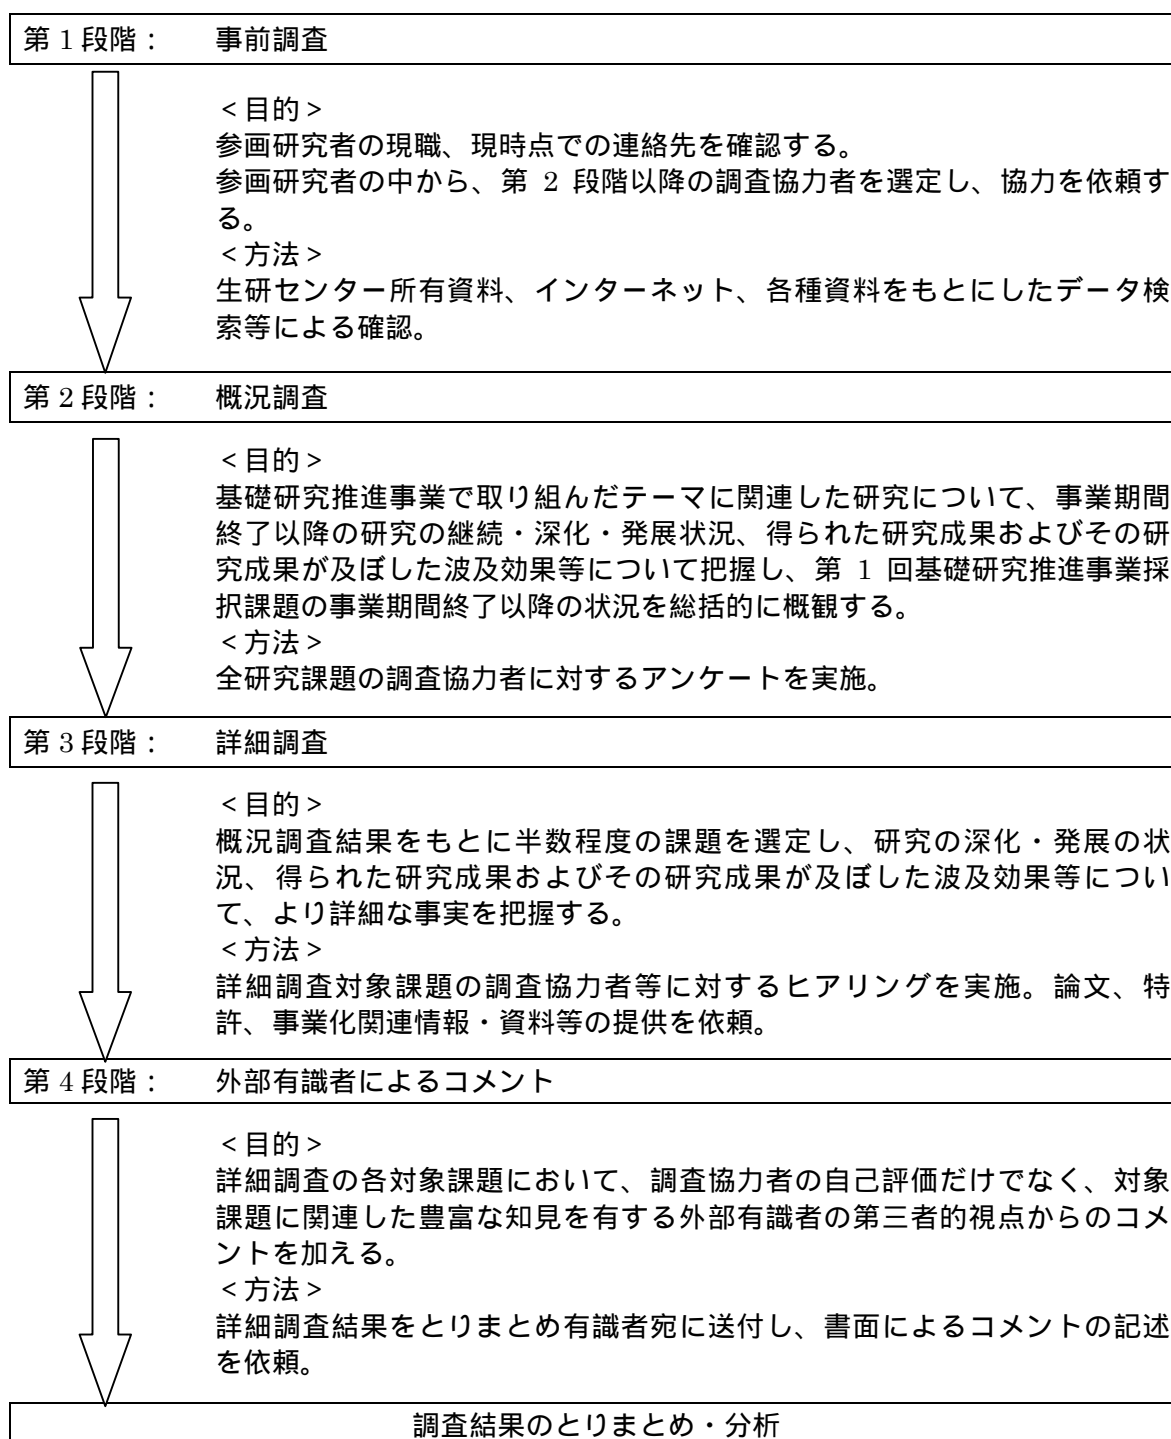 第 1 段階： 事前調査
＜目的＞
参画研究者の現職、現時点での連絡先を確認する。
参画研究者の中から、第 2 段階以降の調査協力者を選定し、協力を依頼す
る。
＜方法＞
生研センター所有資料、インターネット、各種資料をもとにしたデータ検
索等による確認。
第 2 段階： 概況調査
＜目的＞
基礎研究推進事業で取り組んだテーマに関連した研究について、事業期間
終了以降の研究の継続・深化・発展状況、得られた研究成果およびその研
究成果が及ぼした波及効果等について把握し、第 1 回基礎研究推進事業採
択課題の事業期間終了以降の状況を総括的に概観する。
＜方法＞
全研究課題の調査協力者に対するアンケートを実施。
第 3 段階： 詳細調査
＜目的＞
概況調査結果をもとに半数程度の課題を選定し、研究の深化・発展の状
況、得られた研究成果およびその研究成果が及ぼした波及効果等につい
て、より詳細な事実を把握する。
＜方法＞
詳細調査対象課題の調査協力者等に対するヒアリングを実施。論文、特
許、事業化関連情報・資料等の提供を依頼。
第 4 段階： 外部有識者によるコメント
＜目的＞
詳細調査の各対象課題において、調査協力者の自己評価だけでなく、対象
課題に関連した豊富な知見を有する外部有識者の第三者的視点からのコメ
ントを加える。
＜方法＞
詳細調査結果をとりまとめ有識者宛に送付し、書面によるコメントの記述
を依頼。
調査結果のとりまとめ・分析